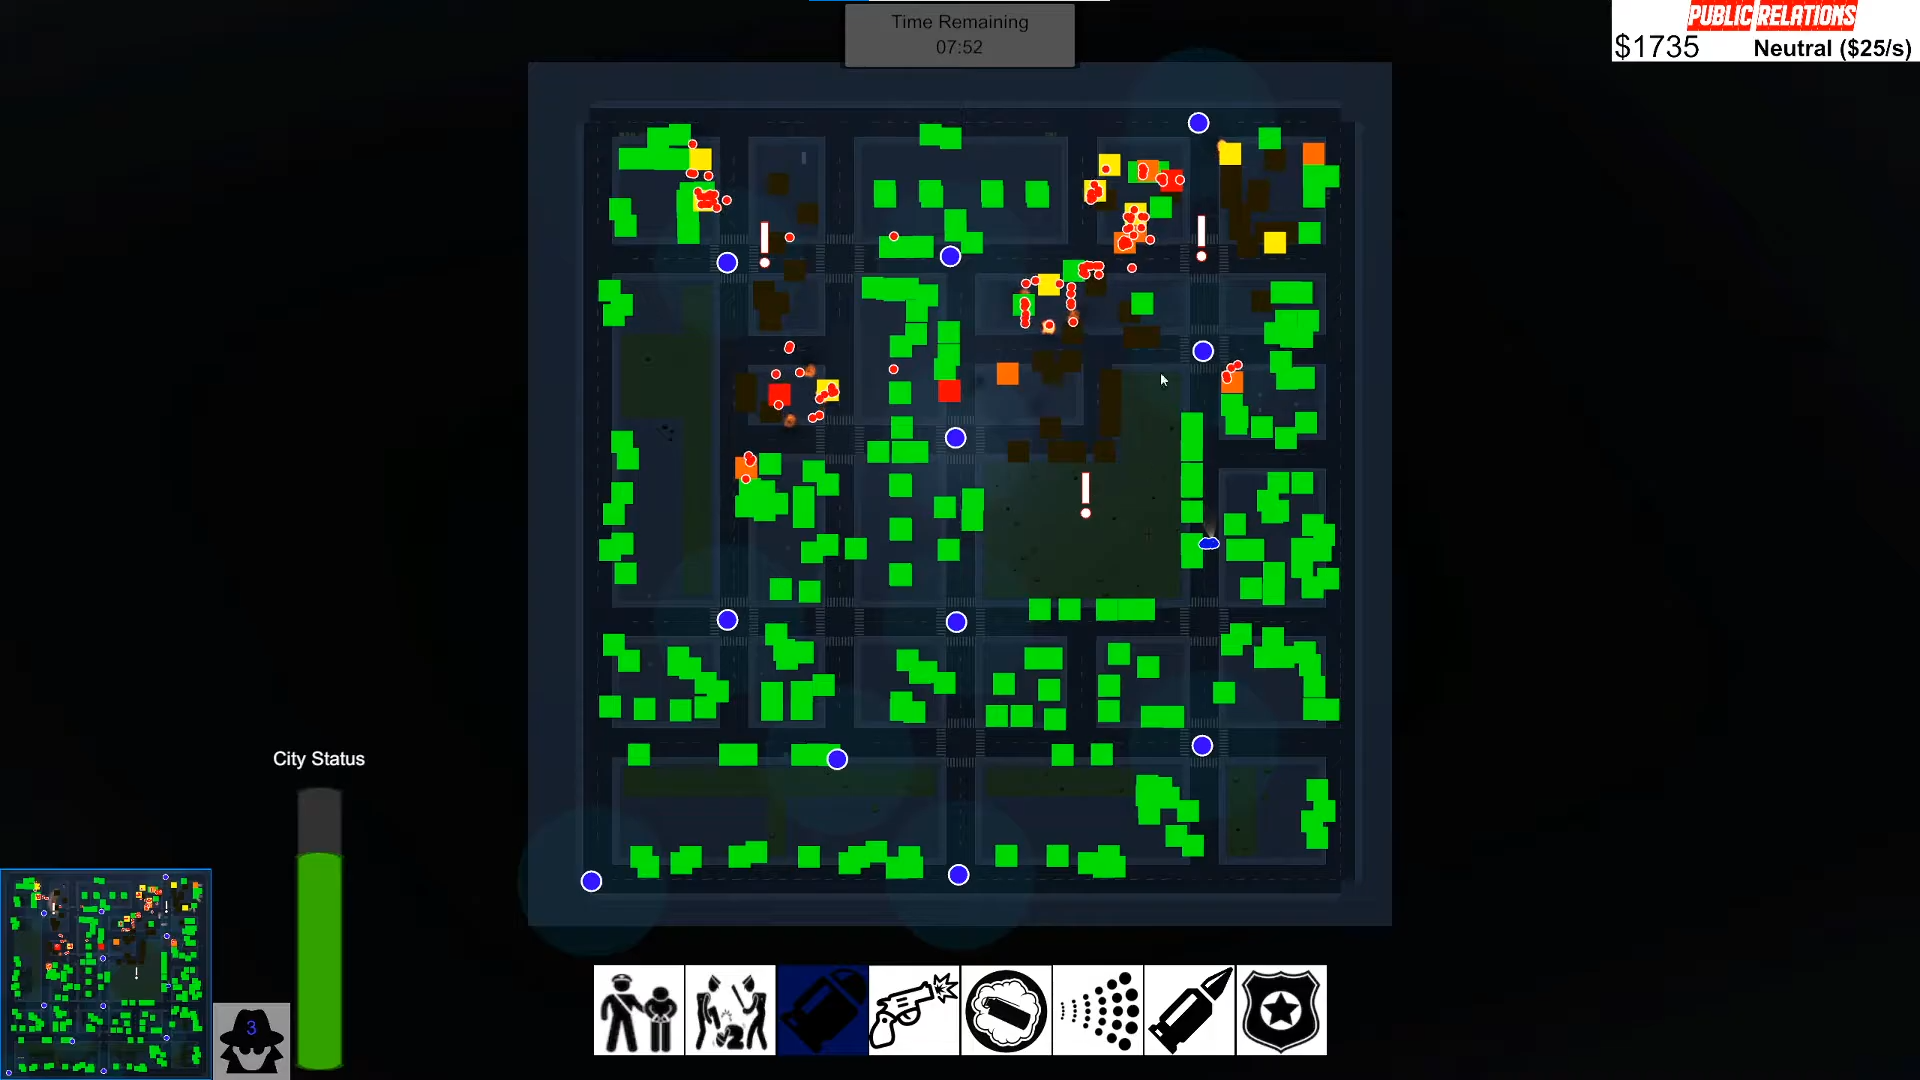 Time Remaining
07:52
PUBLIC RELATIONS
$1735
Neutral ($25/s)
City Status
3